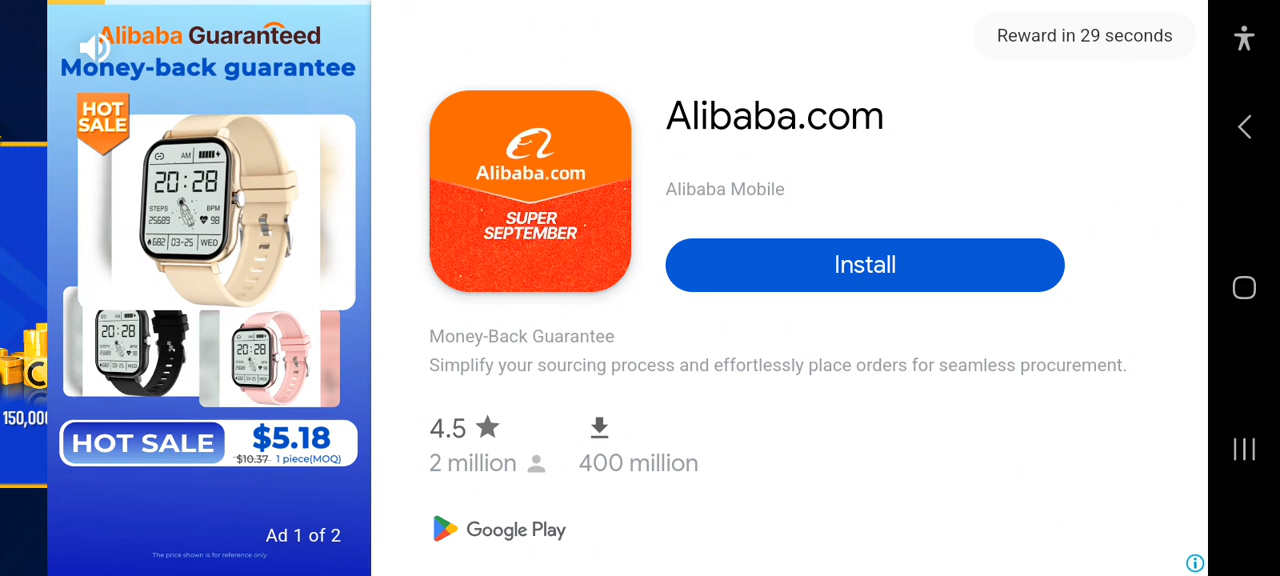 Alibaba Guaranteed
Money-back guarantee
HOT
SALE
AM
20:28
STEPS
BPM
25689
98
682
03-25
WED
20:28
20:28
HOT SALE
$5.18
$10.37
1 piece(MOQ)
150,000
Ad 1 of 2
The price shown is for reference only
Reward in 29 seconds
Alibaba.com
SUPER
SEPTEMBER
Alibaba.com
Alibaba Mobile
Install
Money-Back Guarantee
Simplify your sourcing process and effortlessly place orders for seamless procurement.
4.5
2 million
400 million
Google Play